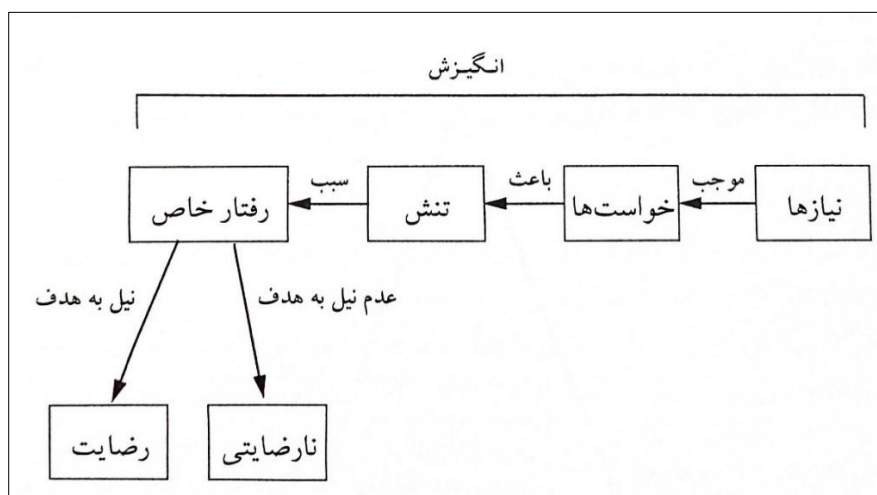 انگیزش
نیازها
موجب
خواست‌ها
باعث
تنش
سبب
رفتار خاص
عدم نیل به هدف
نیل به هدف
نارضایتی
رضایت